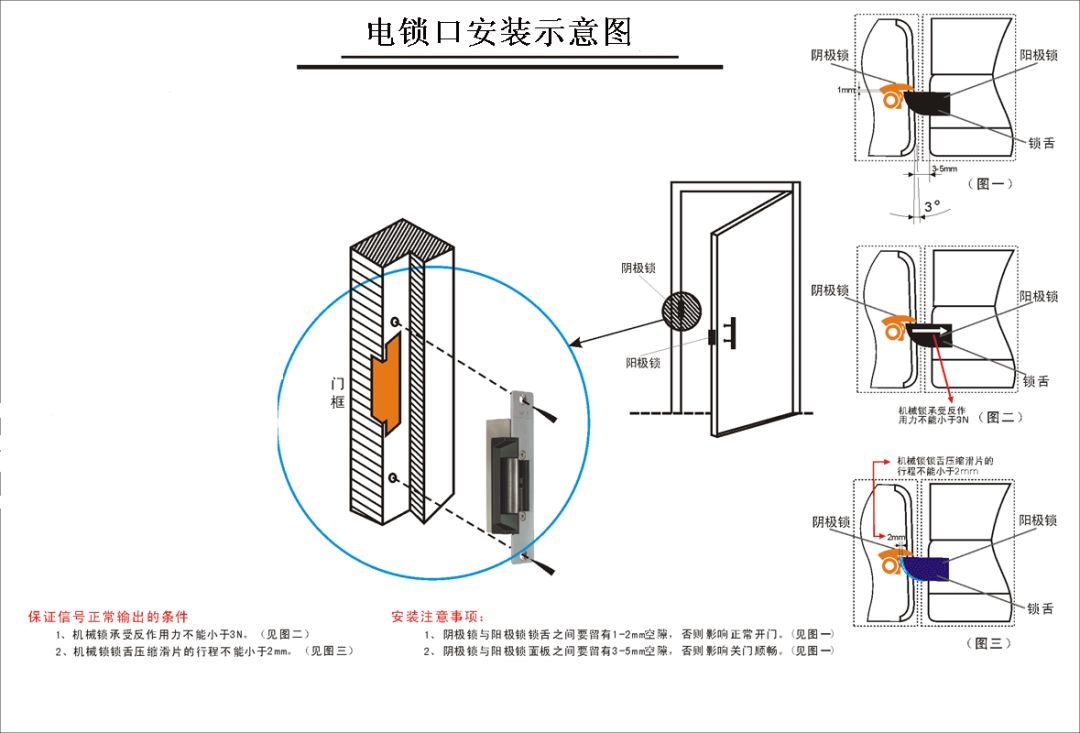 电锁口安装示意图
阴极锁
阳极锁
1mm
锁舌
3-5mm
(图一)
3°
阴极锁
阳极锁
门框
阴极锁
阳极锁
锁舌
机械锁承受反作
用力不能小于3N
(图二)
机械锁锁舌压缩滑片的
行程不能小于2mm
阴极锁
阳极锁
2mm
锁舌
(图三)
保证信号正常输出的条件
1、机械锁承受反作用力不能小于3N。(见图二)
2、机械锁锁舌压缩滑片的行程不能小于2mm。(见图三)
安装注意事项:
1、阴极锁与阳极锁锁舌之间要留有1-2mm空隙，否则影响正常开门。(见图一)
2、阴极锁与阳极锁面板之间要留有3-5mm空隙，否则影响关门顺畅。(见图一)